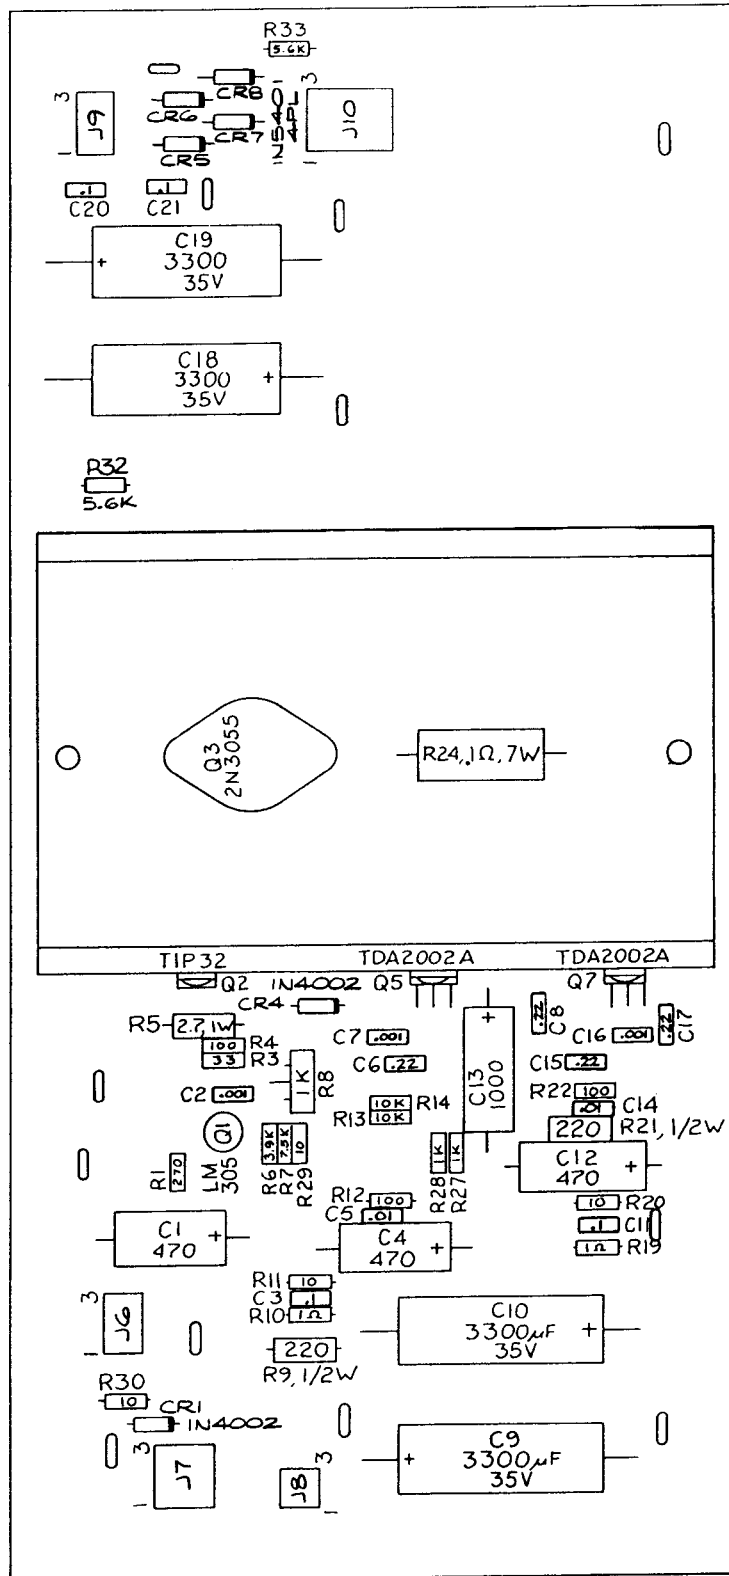 R33
5.6K
3
J9
1
CR8
CR6
CR7
CR5
IN5401
4PL
3
J10
1
.1
C20
.1
C21
C19
+ 3300
35V
C18
3300 +
35V
R32
5.6K
Q3
2N3055
R24, .1Ω, 7W
TIP32
TDA2002A
TDA2002A
Q2
1N4002
Q5
Q7
CR4
R5 2.7, 1W
100 R4
33 R3
C2 .001
1K
R8
C7 .001
C6 .22
10K R14
R13 10K
+
C13
1000
.22
C8
C16 .001
.22
C17
C15 .22
R22 100
.01 C14
220 R21, 1/2W
C12 +
470
Q1
LM
305
R1
270
3.9K
7.5K
10
R6
R7
R29
1K
1K
R28
R27
R12 100
C5 .01
C4 +
470
10 R20
.1 C11
1Ω R19
C1 +
470
R11 10
C3 .1
R10 1Ω
220
R9, 1/2W
3
J6
1
C10
3300µF +
35V
R30
10
CR1
1N4002
3
J7
1
J8
3
1
C9
+ 3300µF
35V